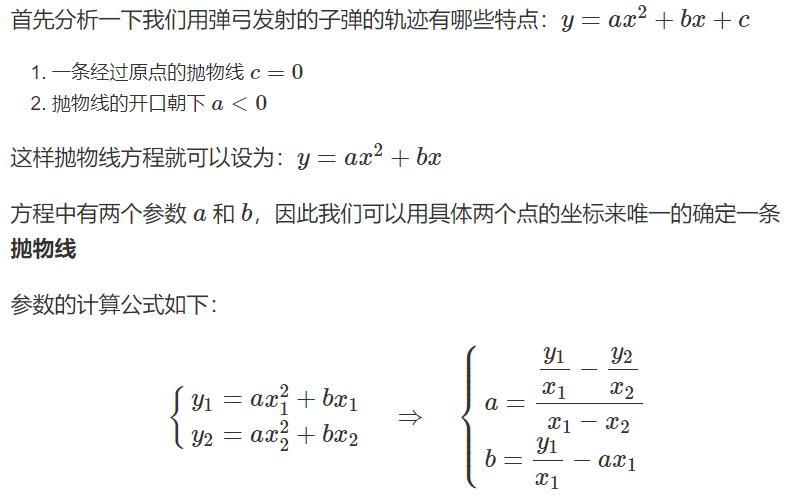 首先分析一下我们用弹弓发射的子弹的轨迹有哪些特点：$y = ax^2 + bx + c$
1. 一条经过原点的抛物线 $c = 0$
2. 抛物线的开口朝下 $a < 0$
这样抛物线方程就可以设为：$y = ax^2 + bx$
方程中有两个参数 $a$ 和 $b$，因此我们可以用具体两个点的坐标来唯一的确定一条
抛物线
参数的计算公式如下：
$\begin{cases} y_1 = ax_1^2 + bx_1 \\ y_2 = ax_2^2 + bx_2 \end{cases} \Rightarrow \begin{cases} a = \dfrac{\dfrac{y_1}{x_1} - \dfrac{y_2}{x_2}}{x_1 - x_2} \\ b = \dfrac{y_1}{x_1} - ax_1 \end{cases}$